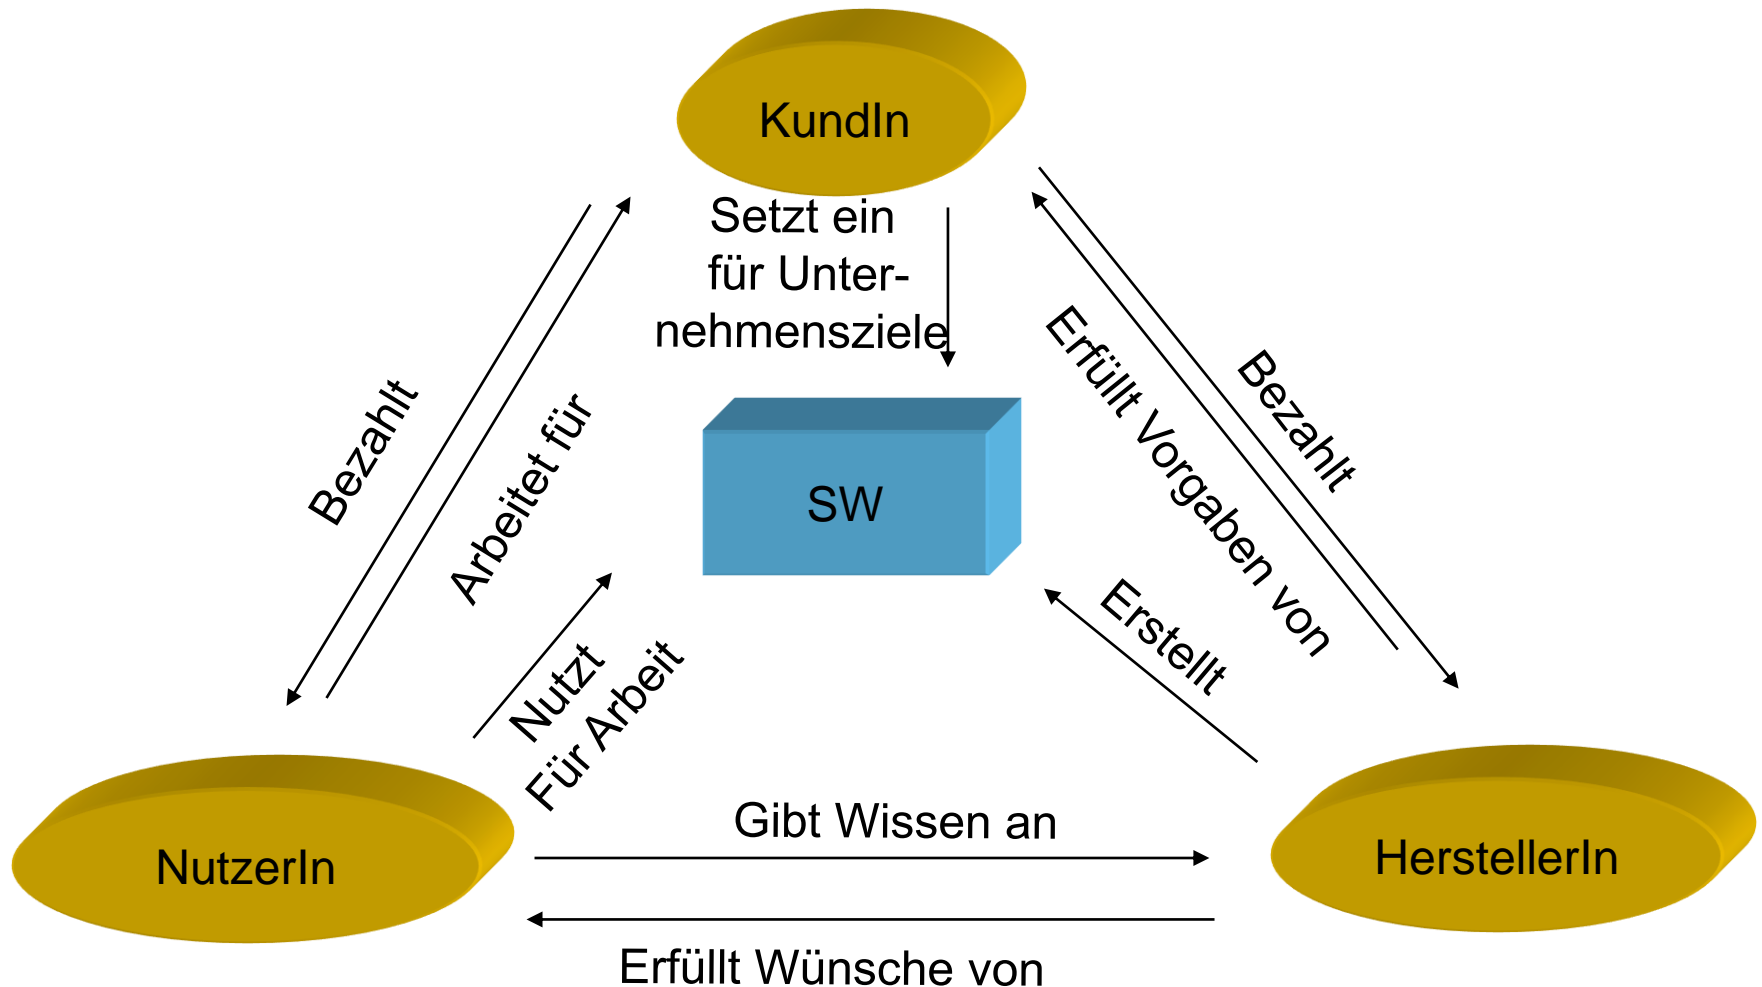 KundIn
Setzt ein
für Unter-
nehmensziele
Bezahlt
Arbeitet für
Erfüllt Vorgaben von
Bezahlt
SW
Nutzt
Für Arbeit
Erstellt
Gibt Wissen an
NutzerIn
HerstellerIn
Erfüllt Wünsche von